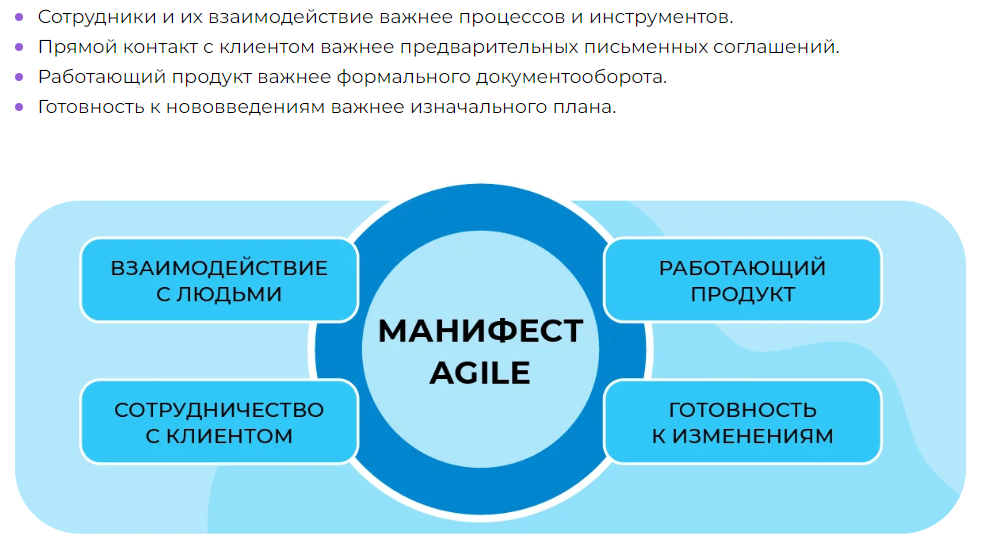 Сотрудники и их взаимодействие важнее процессов и инструментов.
Прямой контакт с клиентом важнее предварительных письменных соглашений.
Работающий продукт важнее формального документооборота.
Готовность к нововведениям важнее изначального плана.
ВЗАИМОДЕЙСТВИЕ
С ЛЮДЬМИ
РАБОТАЮЩИЙ
ПРОДУКТ
МАНИФЕСТ
AGILE
СОТРУДНИЧЕСТВО
С КЛИЕНТОМ
ГОТОВНОСТЬ
К ИЗМЕНЕНИЯМ